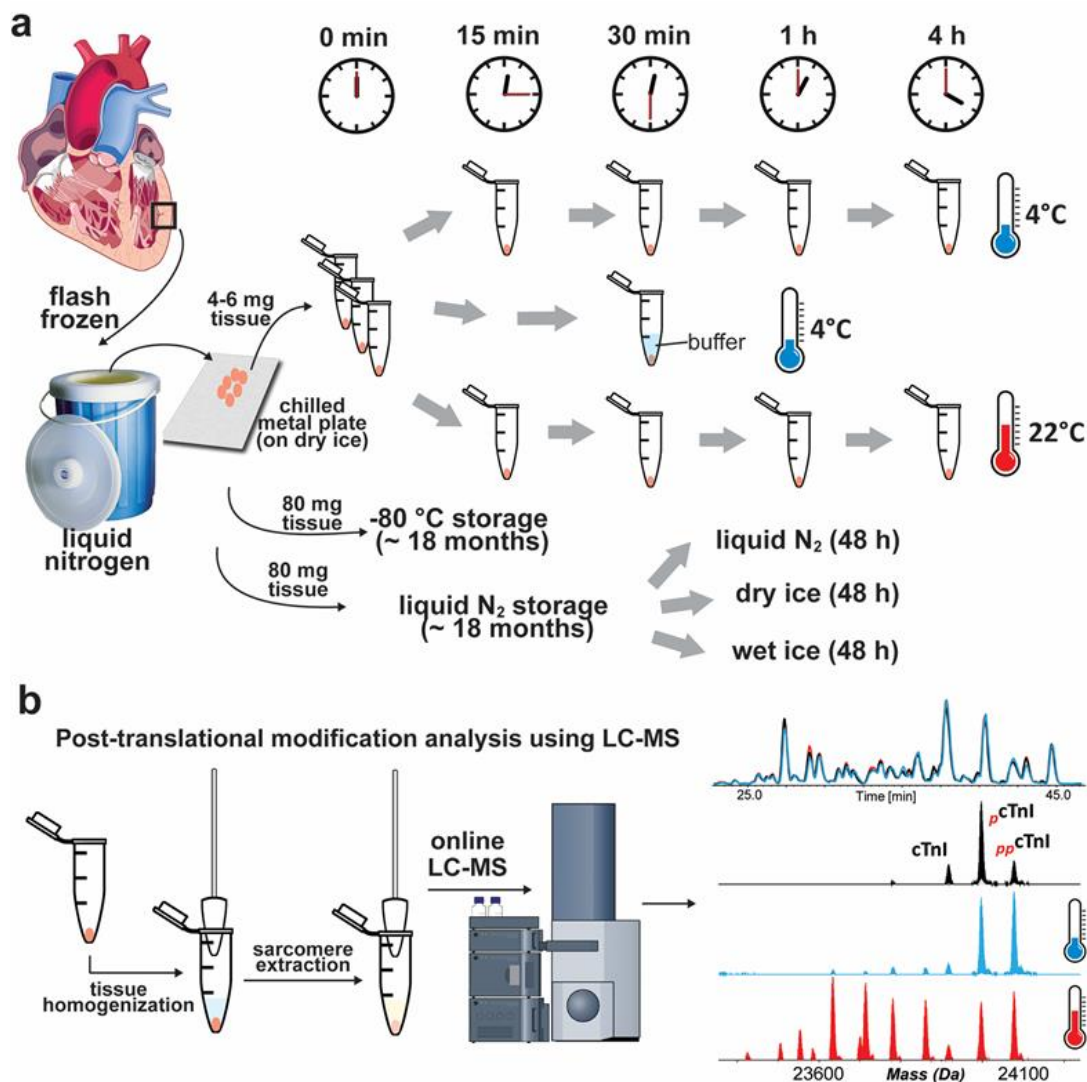 a
0 min
15 min
30 min
1 h
4 h
4°C
flash
frozen
4-6 mg
tissue
buffer
4°C
chilled
metal plate
(on dry ice)
22°C
liquid
nitrogen
80 mg
tissue
-80 °C storage
(~ 18 months)
80 mg
tissue
liquid N₂ storage
(~ 18 months)
liquid N₂ (48 h)
dry ice (48 h)
wet ice (48 h)
b
Post-translational modification analysis using LC-MS
25.0
Time [min]
45.0
online
LC-MS
cTnI
pcTnI
ppcTnI
tissue
homogenization
sarcomere
extraction
23600
Mass (Da)
24100